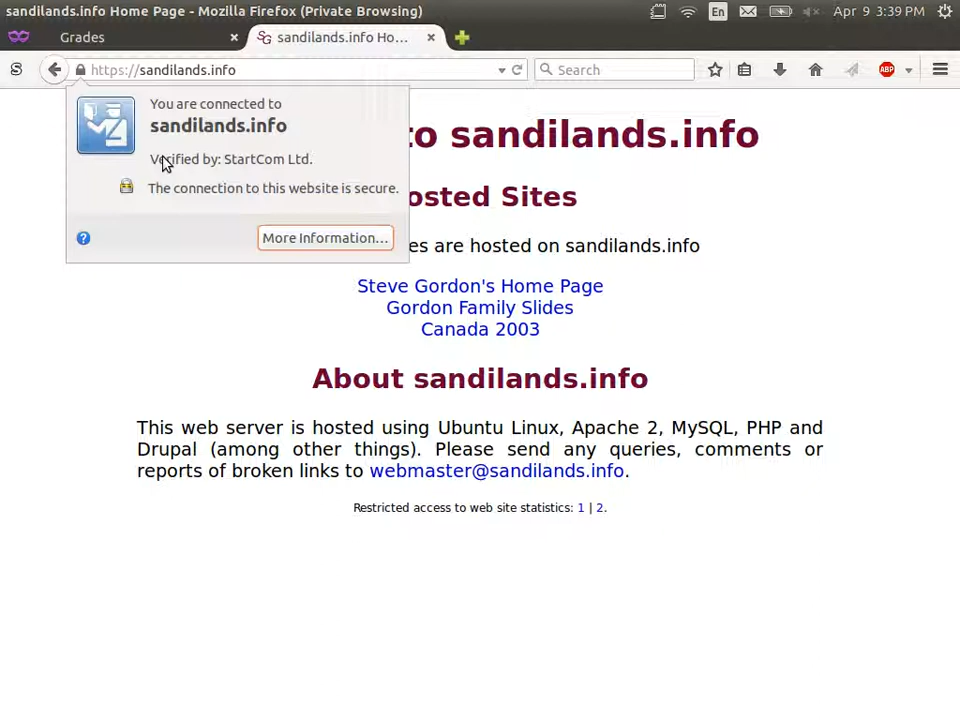 sandilands.info Home Page - Mozilla Firefox (Private Browsing)
En
Apr 9 3:39 PM
Grades
SG sandilands.info Ho...
S
https://sandilands.info
Search
ABP
You are connected to
sandilands.info
Verified by: StartCom Ltd.
The connection to this website is secure.
?
More Information...
to sandilands.info
osted Sites
es are hosted on sandilands.info
Steve Gordon's Home Page
Gordon Family Slides
Canada 2003
About sandilands.info
This web server is hosted using Ubuntu Linux, Apache 2, MySQL, PHP and
Drupal (among other things). Please send any queries, comments or
reports of broken links to webmaster@sandilands.info.
Restricted access to web site statistics: 1 | 2.